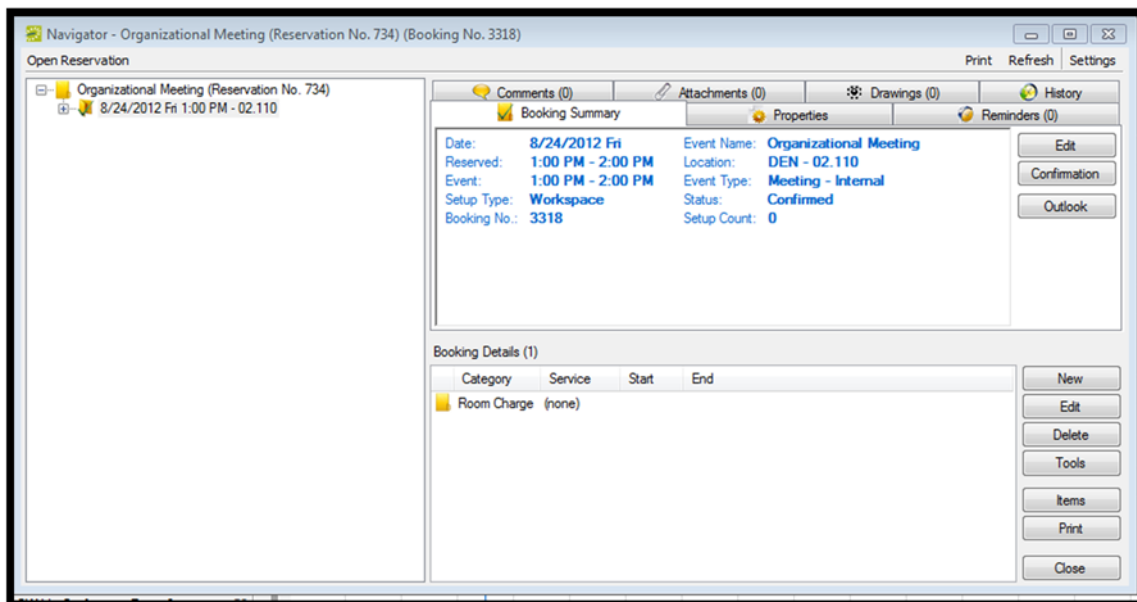 Navigator - Organizational Meeting (Reservation No. 734) (Booking No. 3318)
Open Reservation Print Refresh Settings
Organizational Meeting (Reservation No. 734)
8/24/2012 Fri 1:00 PM - 02.110
Comments (0) Attachments (0) Drawings (0) History
Booking Summary Properties Reminders (0)
Date: 8/24/2012 Fri Event Name: Organizational Meeting
Reserved: 1:00 PM - 2:00 PM Location: DEN - 02.110
Event: 1:00 PM - 2:00 PM Event Type: Meeting - Internal
Setup Type: Workspace Status: Confirmed
Booking No.: 3318 Setup Count: 0
Edit
Confirmation
Outlook
Booking Details (1)
Category Service Start End
Room Charge (none)
New
Edit
Delete
Tools
Items
Print
Close